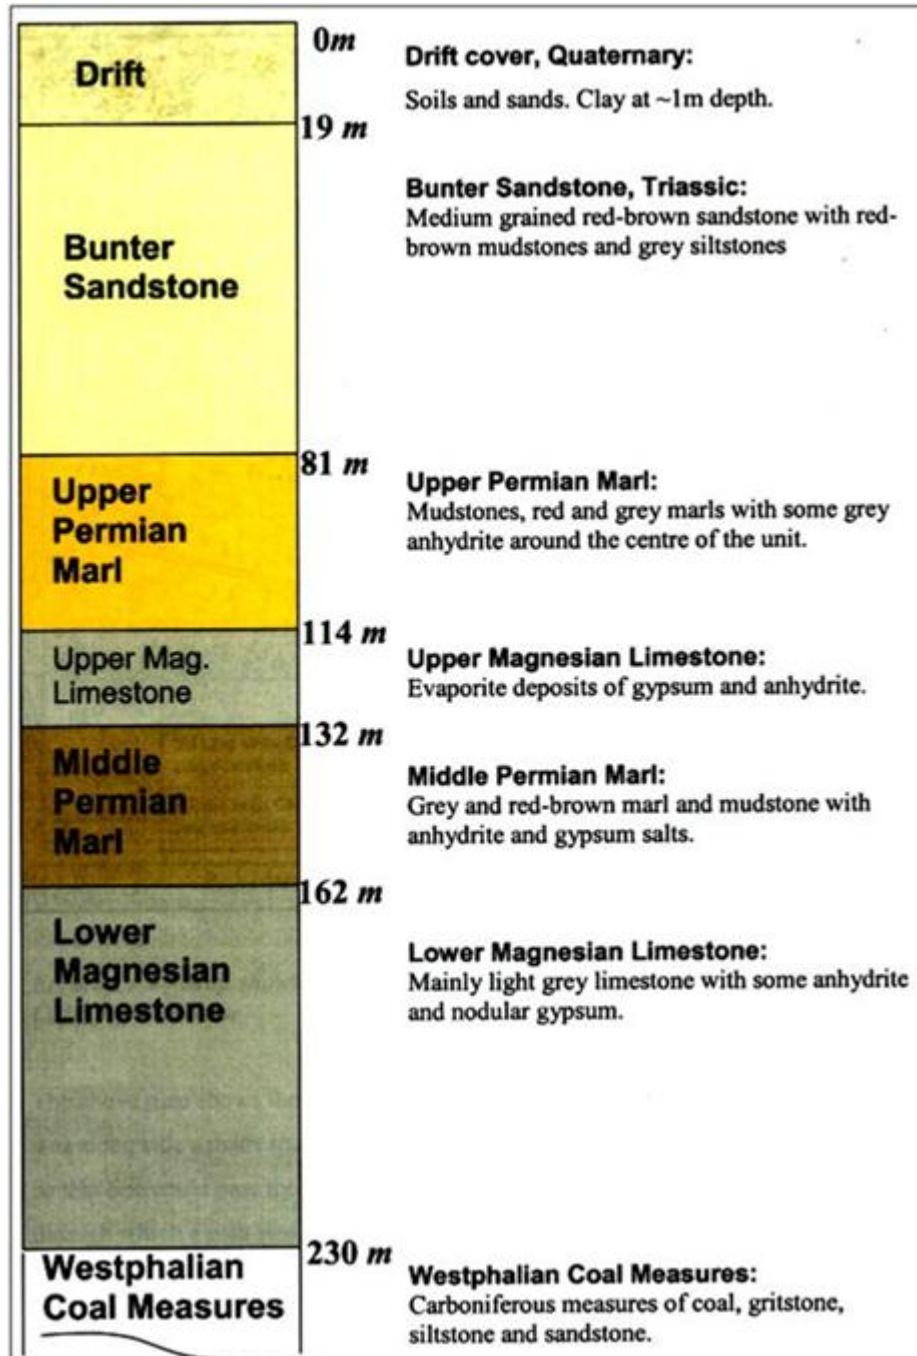 0m
Drift
Drift cover, Quaternary:
Soils and sands. Clay at ~1m depth.
19 m
Bunter
Sandstone
Bunter Sandstone, Triassic:
Medium grained red-brown sandstone with red-
brown mudstones and grey siltstones
81 m
Upper
Permian
Marl
Upper Permian Marl:
Mudstones, red and grey marls with some grey
anhydrite around the centre of the unit.
114 m
Upper Mag.
Limestone
Upper Magnesian Limestone:
Evaporite deposits of gypsum and anhydrite.
132 m
Middle
Permian
Marl
Middle Permian Marl:
Grey and red-brown marl and mudstone with
anhydrite and gypsum salts.
162 m
Lower
Magnesian
Limestone
Lower Magnesian Limestone:
Mainly light grey limestone with some anhydrite
and nodular gypsum.
230 m
Westphalian
Coal Measures
Westphalian Coal Measures:
Carboniferous measures of coal, gritstone,
siltstone and sandstone.